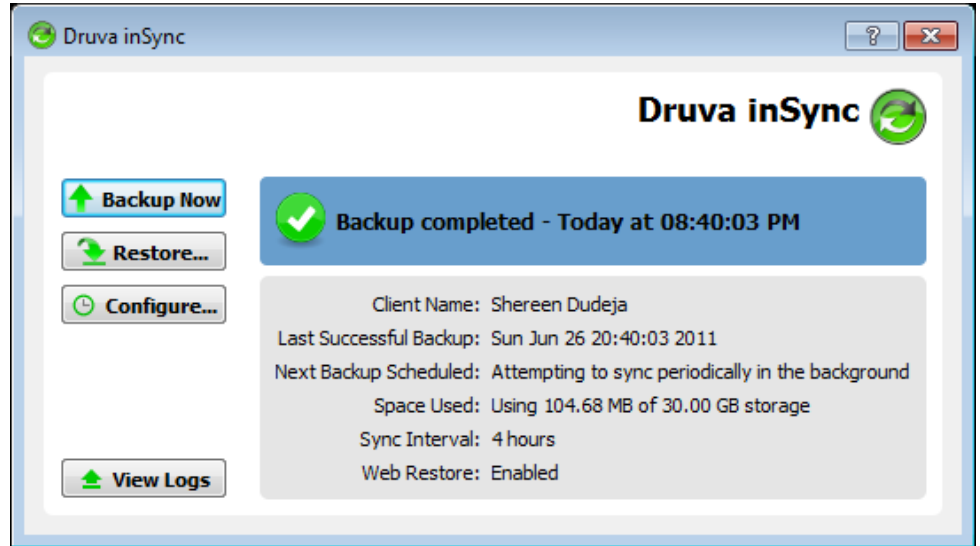 Druva inSync
Druva inSync
Backup Now
Restore...
Configure...
View Logs
Backup completed - Today at 08:40:03 PM
Client Name: Shereen Dudeja
Last Successful Backup: Sun Jun 26 20:40:03 2011
Next Backup Scheduled: Attempting to sync periodically in the background
Space Used: Using 104.68 MB of 30.00 GB storage
Sync Interval: 4 hours
Web Restore: Enabled